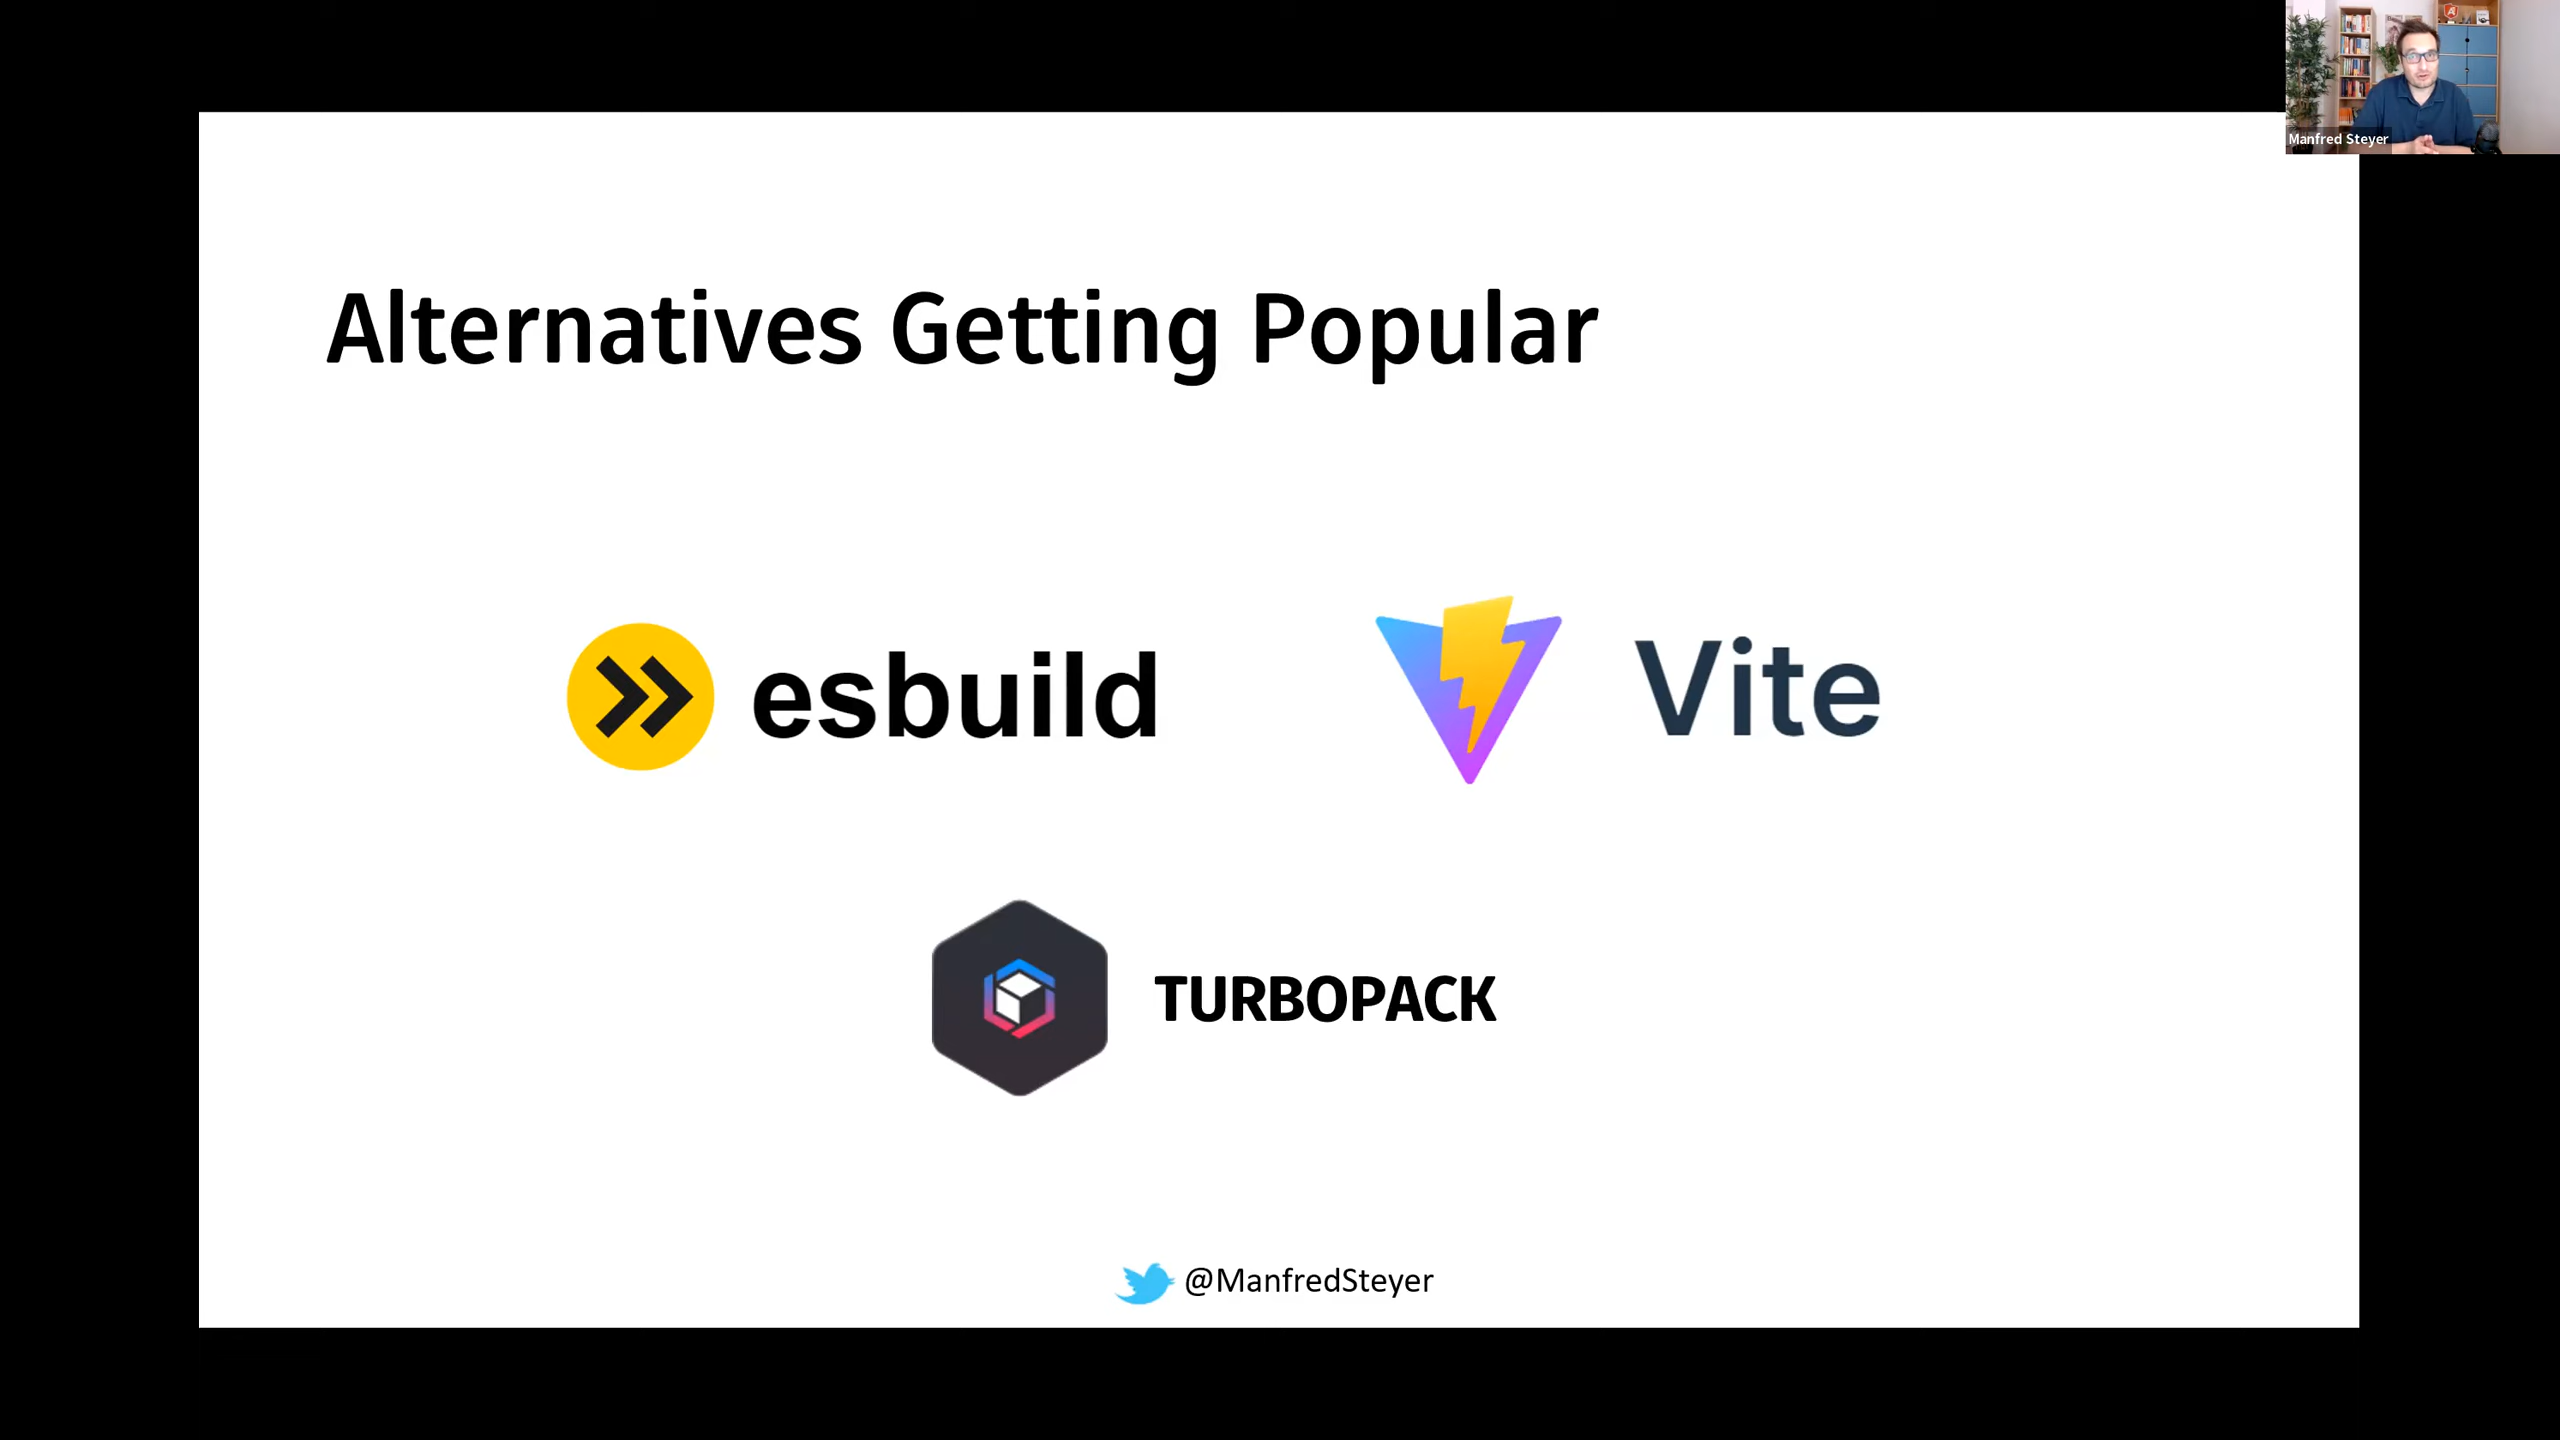 Manfred Steyer
Alternatives Getting Popular
esbuild
Vite
TURBOPACK
@ManfredSteyer